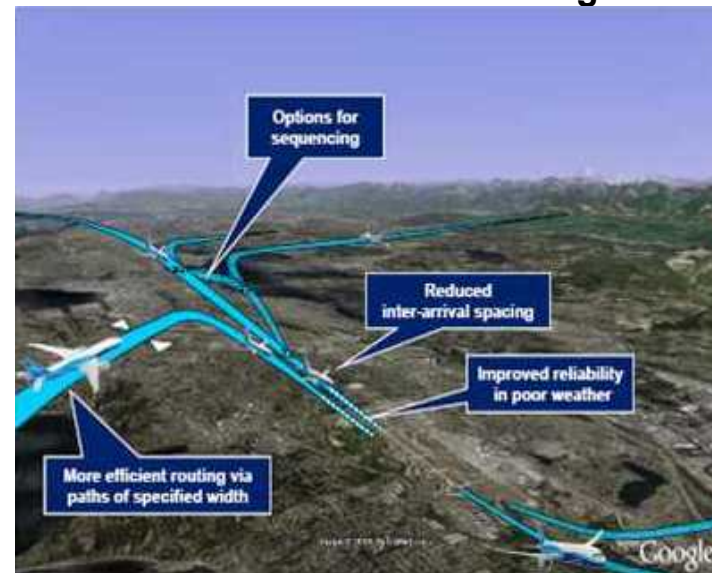 Options for
sequencing
Reduced
inter-arrival spacing
Improved reliability
in poor weather
More efficient routing via
paths of specified width
Google